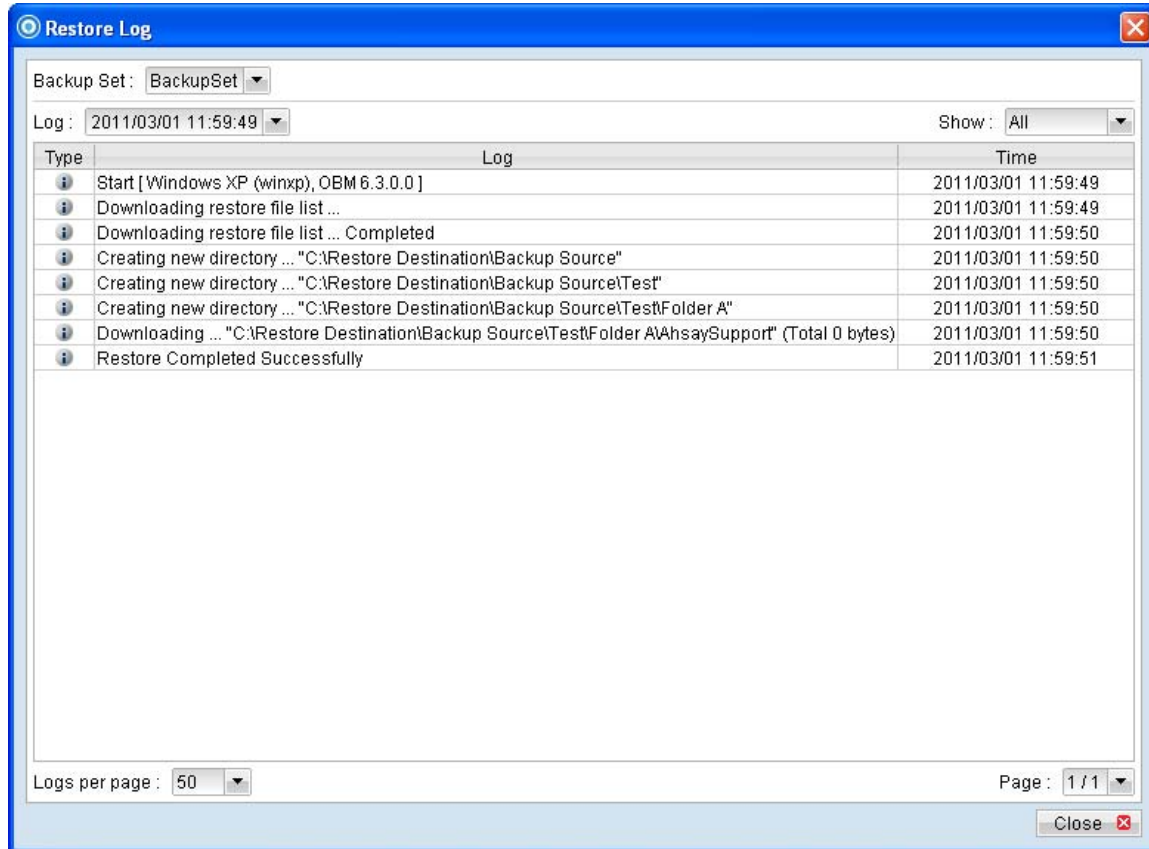 Restore Log
Backup Set : BackupSet
Log : 2011/03/01 11:59:49 Show : All
Type Log Time
Start [ Windows XP (winxp), OBM 6.3.0.0 ] 2011/03/01 11:59:49
Downloading restore file list ... 2011/03/01 11:59:49
Downloading restore file list ... Completed 2011/03/01 11:59:50
Creating new directory ... "C:\Restore Destination\Backup Source" 2011/03/01 11:59:50
Creating new directory ... "C:\Restore Destination\Backup Source\Test" 2011/03/01 11:59:50
Creating new directory ... "C:\Restore Destination\Backup Source\Test\Folder A" 2011/03/01 11:59:50
Downloading ... "C:\Restore Destination\Backup Source\Test\Folder A\AhsaySupport" (Total 0 bytes) 2011/03/01 11:59:50
Restore Completed Successfully 2011/03/01 11:59:51
Logs per page : 50 Page : 1 / 1
Close